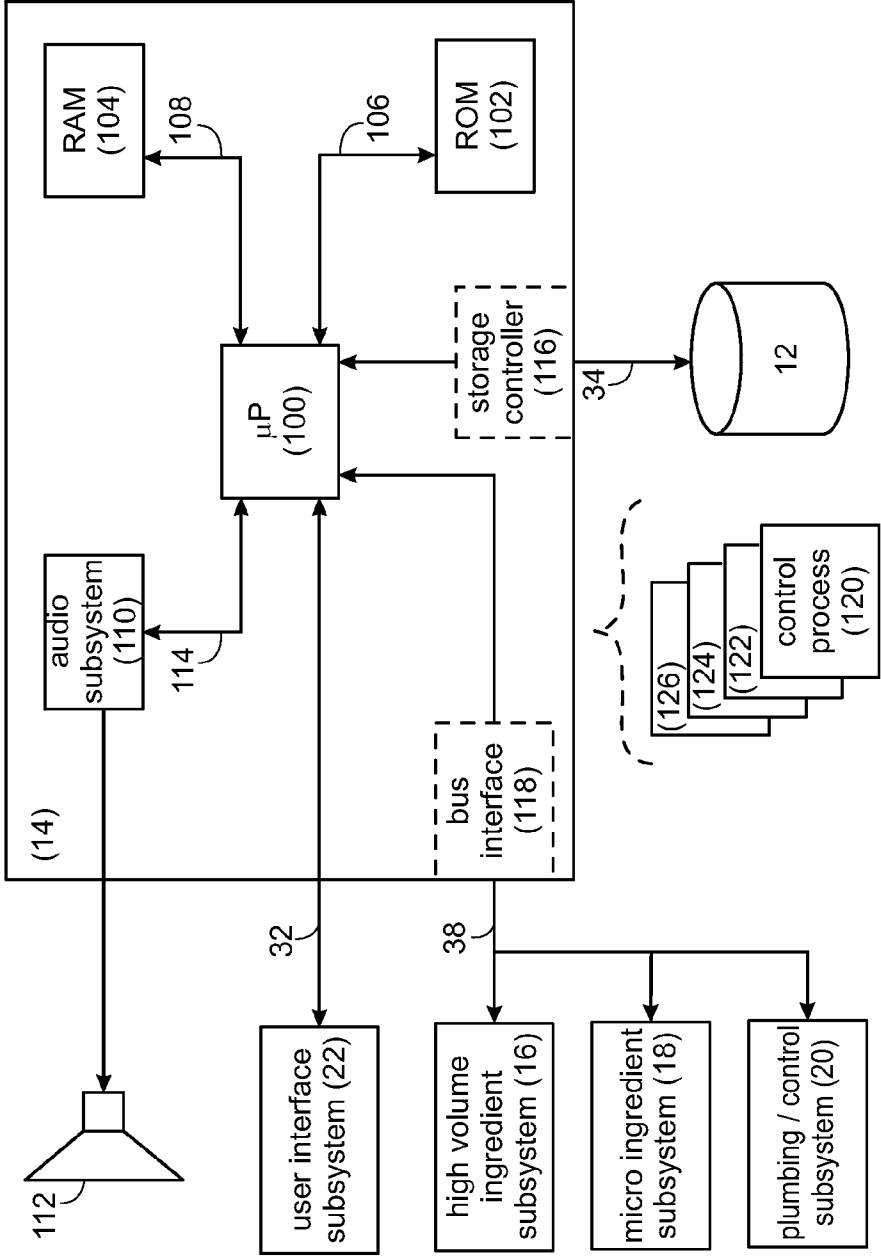 112
user interface
subsystem (22)
high volume
ingredient
subsystem (16)
micro ingredient
subsystem (18)
plumbing / control
subsystem (20)
32
38
(14)
audio
subsystem
(110)
114
bus
interface
(118)
µP
(100)
RAM
(104)
108
106
ROM
(102)
storage
controller
(116)
34
12
(126)
(124)
(122)
control
process
(120)